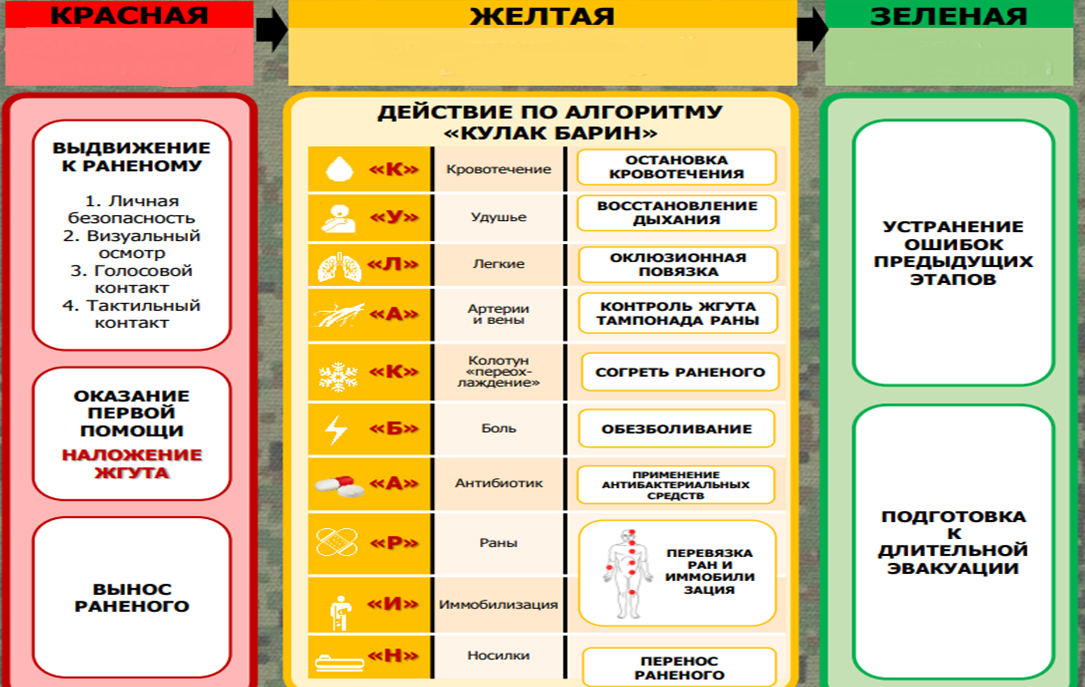 КРАСНАЯ
ЖЕЛТАЯ
ЗЕЛЕНАЯ
ВЫДВИЖЕНИЕ
К РАНЕНОМУ
1. Личная
безопасность
2. Визуальный
осмотр
3. Голосовой
контакт
4. Тактильный
контакт
ОКАЗАНИЕ
ПЕРВОЙ
ПОМОЩИ
НАЛОЖЕНИЕ
ЖГУТА
ВЫНОС
РАНЕНОГО
ДЕЙСТВИЕ ПО АЛГОРИТМУ
«КУЛАК БАРИН»
«К»
Кровотечение
ОСТАНОВКА
КРОВОТЕЧЕНИЯ
«У»
Удушье
ВОССТАНОВЛЕНИЕ
ДЫХАНИЯ
«Л»
Легкие
ОКЛЮЗИОННАЯ
ПОВЯЗКА
«А»
Артерии
и вены
КОНТРОЛЬ ЖГУТА
ТАМПОНАДА РАНЫ
«К»
Колотун
«переох-
лаждение»
СОГРЕТЬ РАНЕНОГО
«Б»
Боль
ОБЕЗБОЛИВАНИЕ
«А»
Антибиотик
ПРИМЕНЕНИЕ
АНТИБАКТЕРИАЛЬНЫХ
СРЕДСТВ
«Р»
Раны
ПЕРЕВЯЗКА
РАН И
ИММОБИЛИ
ЗАЦИЯ
«И»
Иммобилизация
«Н»
Носилки
ПЕРЕНОС
РАНЕНОГО
УСТРАНЕНИЕ
ОШИБОК
ПРЕДЫДУЩИХ
ЭТАПОВ
ПОДГОТОВКА
К
ДЛИТЕЛЬНОЙ
ЭВАКУАЦИИ